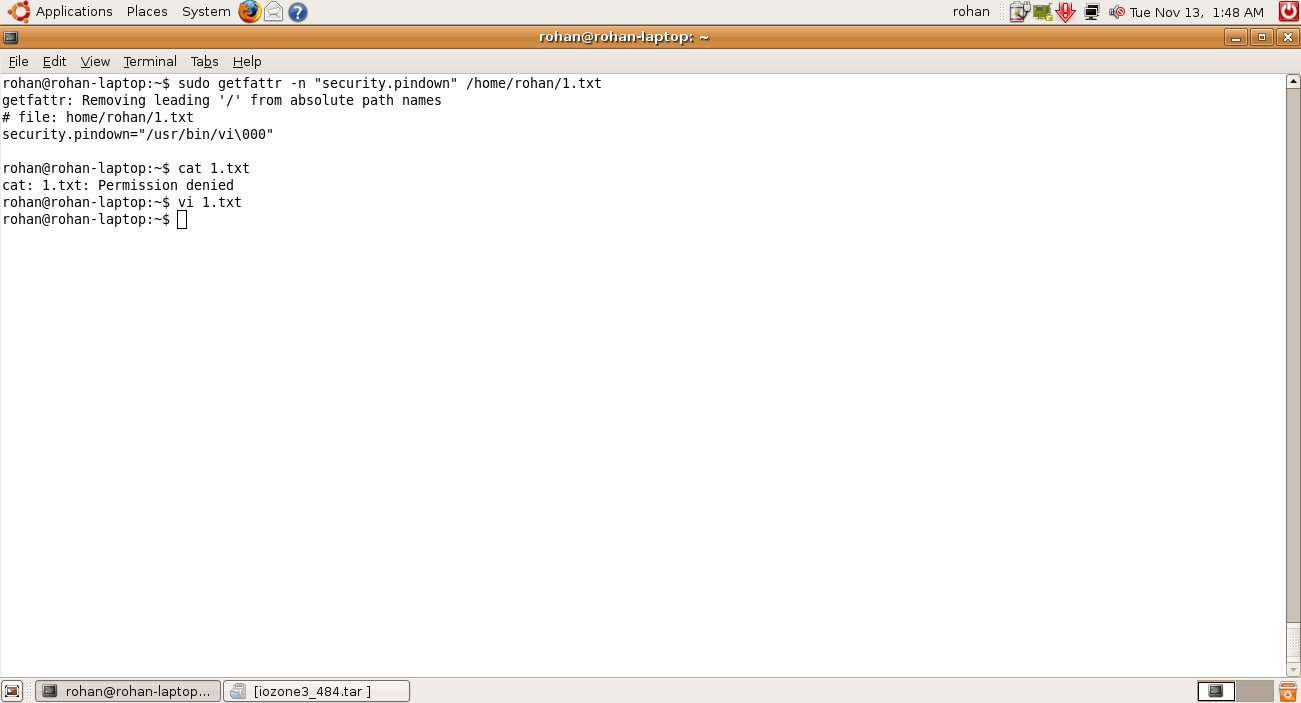 Applications Places System rohan Tue Nov 13, 1:48 AM
rohan@rohan-laptop: ~
File Edit View Terminal Tabs Help
rohan@rohan-laptop:~$ sudo getfattr -n "security.pindown" /home/rohan/1.txt
getfattr: Removing leading '/' from absolute path names
# file: home/rohan/1.txt
security.pindown="/usr/bin/vi\000"
rohan@rohan-laptop:~$ cat 1.txt
cat: 1.txt: Permission denied
rohan@rohan-laptop:~$ vi 1.txt
rohan@rohan-laptop:~$
rohan@rohan-laptop... [iozone3_484.tar ]